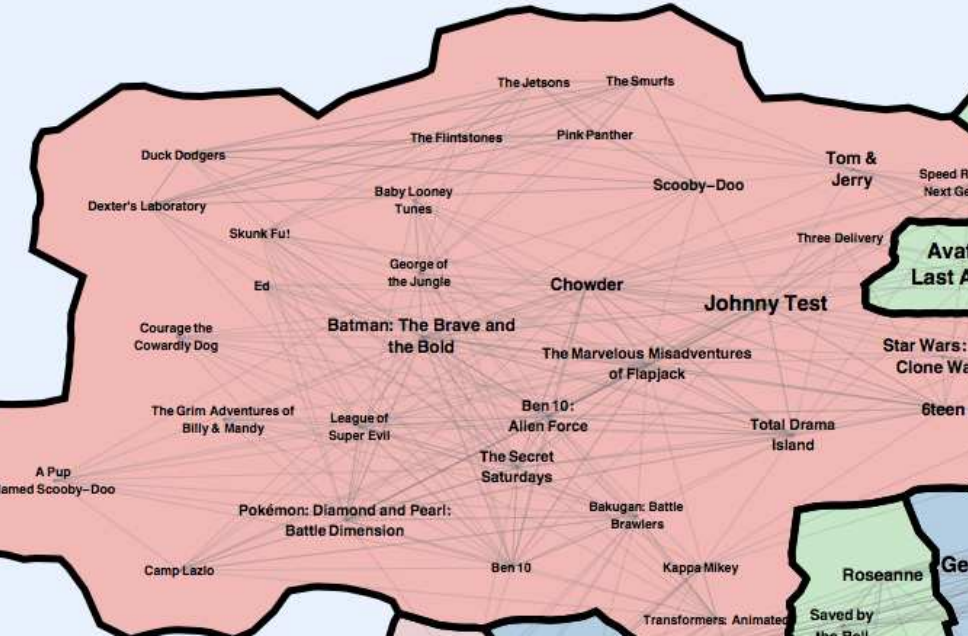 The Jetsons
The Smurfs
The Flintstones
Pink Panther
Duck Dodgers
Tom &
Jerry
Scooby-Doo
Speed R
Next Ge
Dexter's Laboratory
Baby Looney
Tunes
Skunk Fu!
Three Delivery
Avat
Last A
George of
the Jungle
Ed
Chowder
Johnny Test
Courage the
Cowardly Dog
Batman: The Brave and
the Bold
The Marvelous Misadventures
of Flapjack
Star Wars:
Clone Wa
The Grim Adventures of
Billy & Mandy
League of
Super Evil
Ben 10:
Alien Force
6teen
Total Drama
Island
A Pup
Named Scooby-Doo
The Secret
Saturdays
Pokémon: Diamond and Pearl:
Battle Dimension
Bakugan: Battle
Brawlers
Camp Lazlo
Ben 10
Kappa Mikey
Roseanne
Ge
Transformers: Animated
Saved by
the Bell